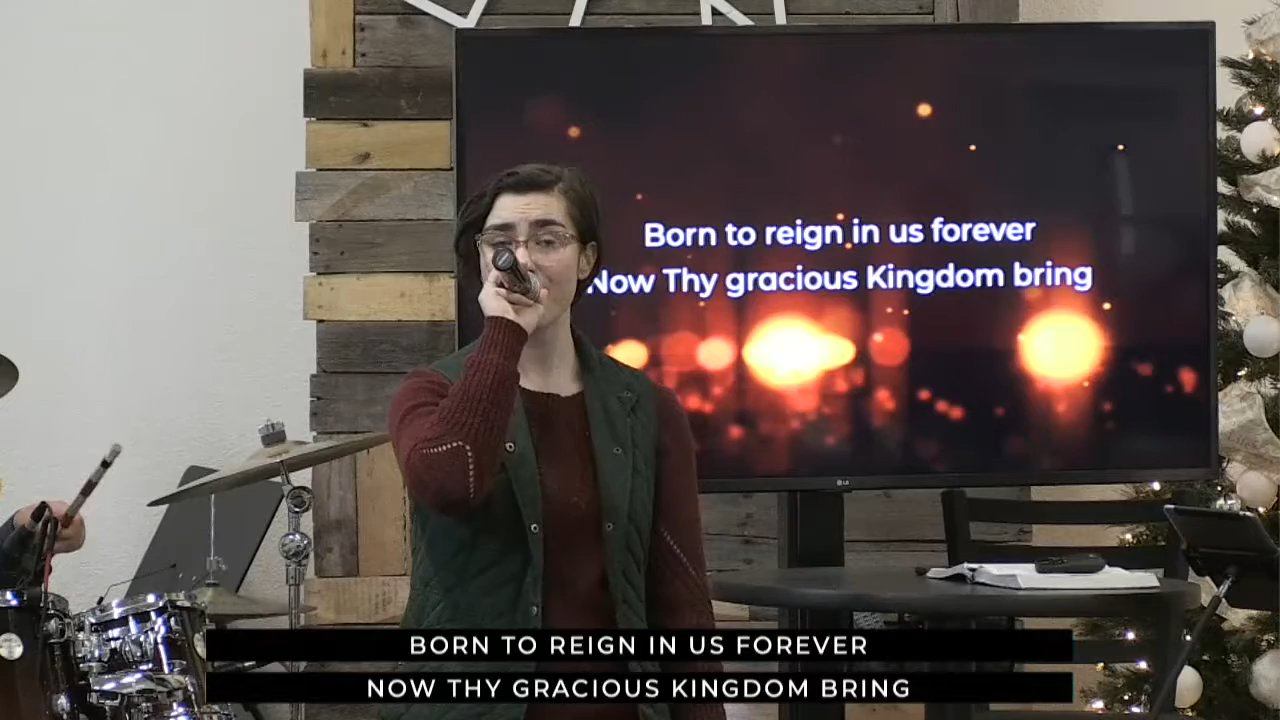 Born to reign in us forever
Now Thy gracious Kingdom bring
LG
BORN TO REIGN IN US FOREVER
NOW THY GRACIOUS KINGDOM BRING